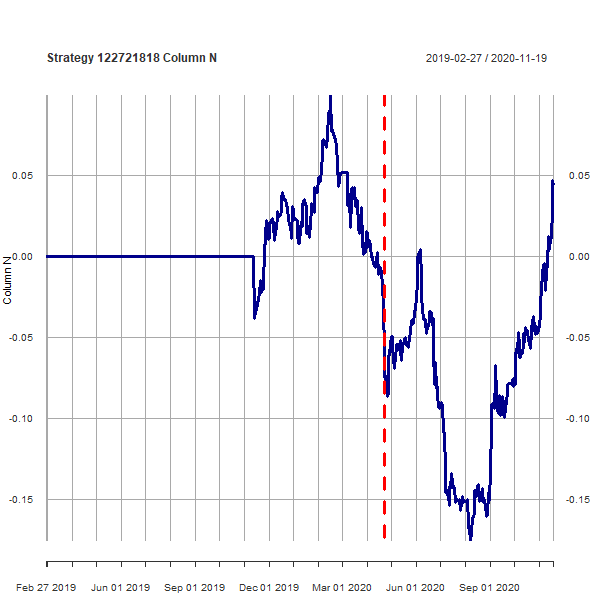 Strategy 122721818 Column N
2019-02-27 / 2020-11-19
0.05
0.05
0.00
0.00
Column N
-0.05
-0.05
-0.10
-0.10
-0.15
-0.15
Feb 27 2019
Jun 01 2019
Sep 01 2019
Dec 01 2019
Mar 01 2020
Jun 01 2020
Sep 01 2020